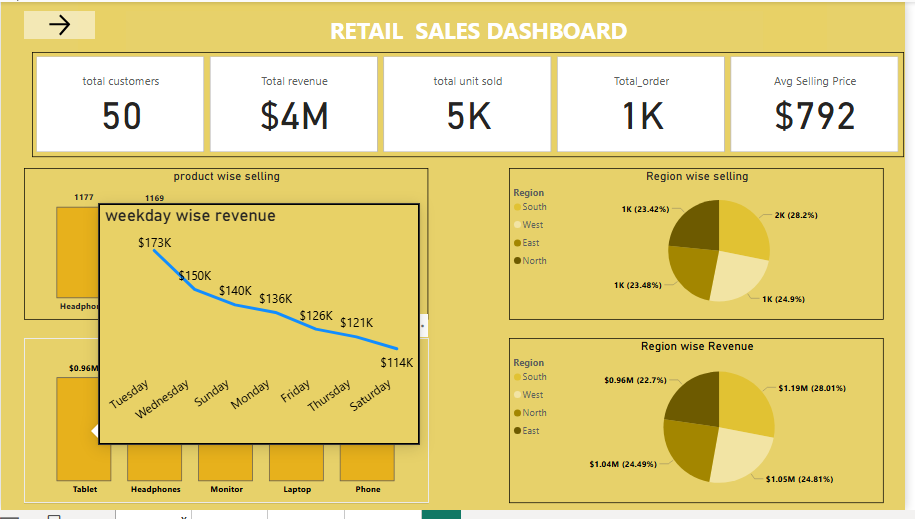 RETAIL SALES DASHBOARD
total customers
50
Total revenue
$4M
total unit sold
5K
Total_order
1K
Avg Selling Price
$792
product wise selling
1177
1169
Headphor
weekday wise revenue
$173K
$150K
$140K
$136K
$126K
$121K
$114K
Tuesday
Wednesday
Sunday
Monday
Friday
Thursday
Saturday
$0.96M
Tablet
Headphones
Monitor
Laptop
Phone
Region wise selling
Region
South
West
East
North
1K (23.42%)
2K (28.2%)
1K (23.48%)
1K (24.9%)
Region wise Revenue
Region
South
West
North
East
$0.96M (22.7%)
$1.19M (28.01%)
$1.04M (24.49%)
$1.05M (24.81%)